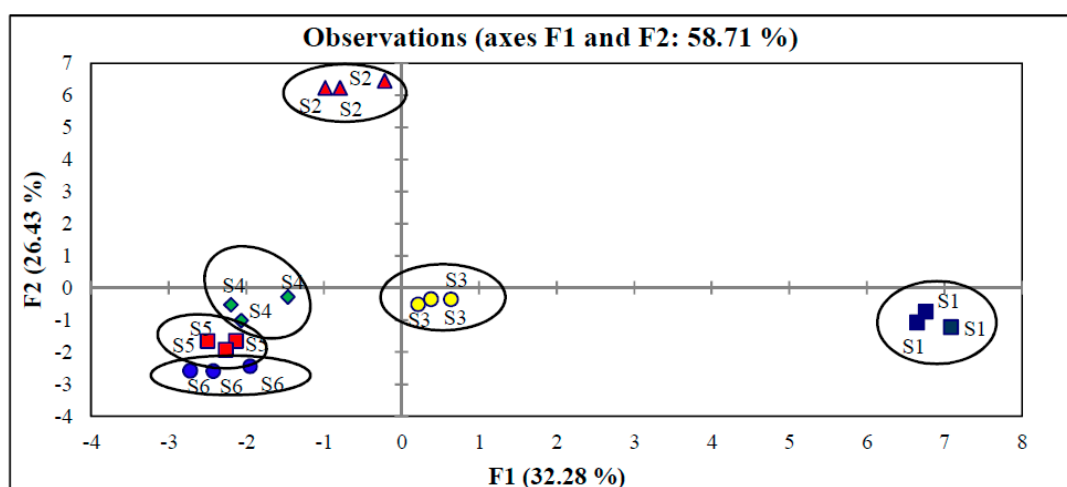 Observations (axes F1 and F2: 58.71 %)
7
6
5
4
3
2
1
0
-1
-2
-3
-4
F2 (26.43 %)
S2
S2 S2
S4 S4
S4
S3
S3 S3
S1
S1 S1
S5
S5 S5
S6 S6 S6
-4 -3 -2 -1 0 1 2 3 4 5 6 7 8
F1 (32.28 %)